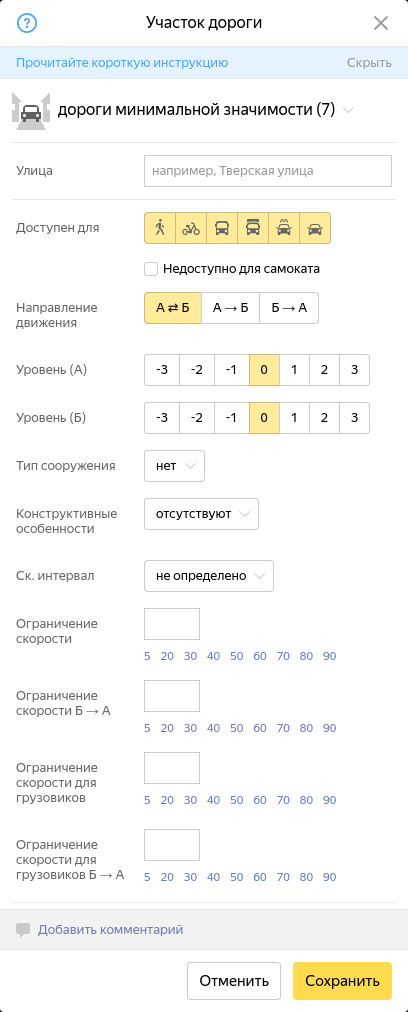 Участок дороги
Прочитайте короткую инструкцию
Скрыть
дороги минимальной значимости (7)
Улица
например, Тверская улица
Доступен для
Недоступно для самоката
Направление
движения
А ⇄ Б
А → Б
Б → А
Уровень (А)
-3 -2 -1 0 1 2 3
Уровень (Б)
-3 -2 -1 0 1 2 3
Тип сооружения
нет
Конструктивные
особенности
отсутствуют
Ск. интервал
не определено
Ограничение
скорости
5 20 30 40 50 60 70 80 90
Ограничение
скорости Б → А
5 20 30 40 50 60 70 80 90
Ограничение
скорости для
грузовиков
5 20 30 40 50 60 70 80 90
Ограничение
скорости для
грузовиков Б → А
5 20 30 40 50 60 70 80 90
Добавить комментарий
Отменить
Сохранить